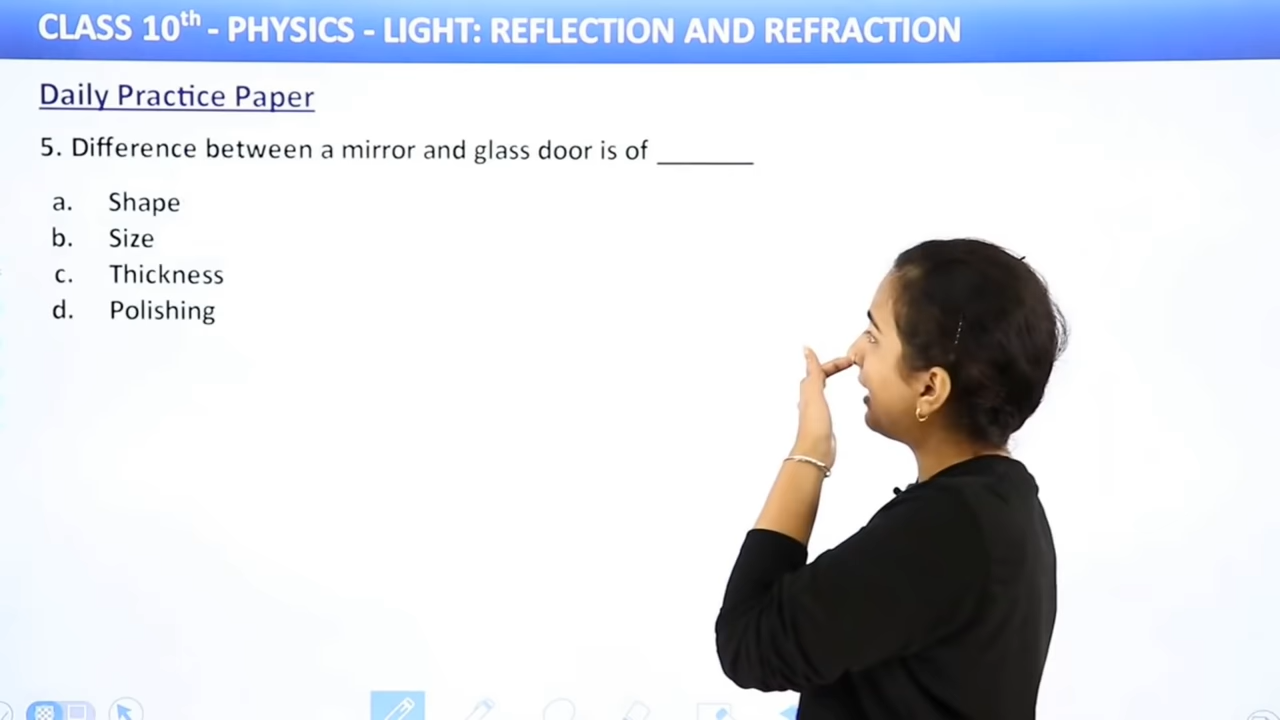 CLASS 10th - PHYSICS - LIGHT: REFLECTION AND REFRACTION
Daily Practice Paper
5. Difference between a mirror and glass door is of _______
a. Shape
b. Size
c. Thickness
d. Polishing